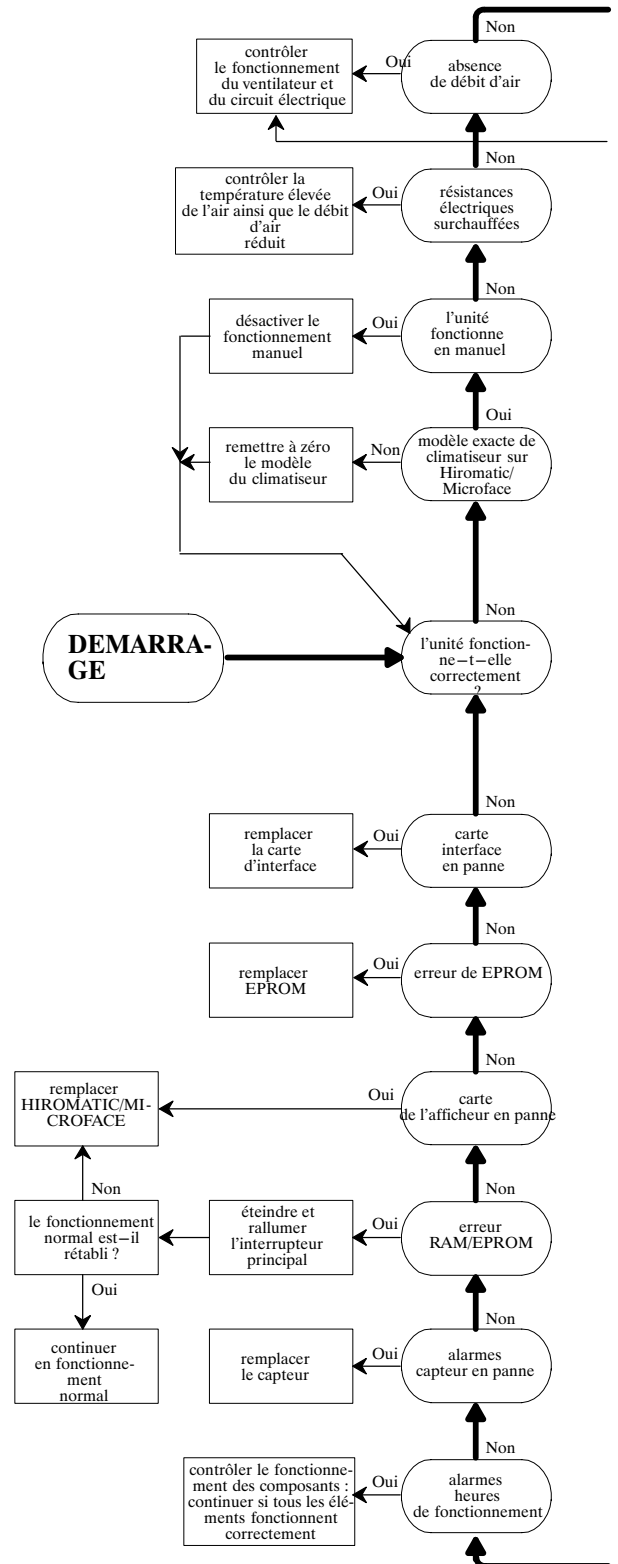 Non
contrôler
le fonctionnement
du ventilateur et
du circuit électrique
Oui
absence
de débit d'air
Non
contrôler la
température élevée
de l'air ainsi que le débit
d'air
réduit
Oui
résistances
électriques
surchauffées
Non
désactiver le
fonctionnement
manuel
Oui
l'unité
fonctionne
en manuel
Oui
remettre à zéro
le modèle
du climatiseur
Non
modèle exacte de
climatiseur sur
Hiromatic/
Microface
Non
DEMARRA-
GE
l'unité fonction-
ne–t–elle
correctement
?
Non
remplacer
la carte
d'interface
Oui
carte
interface
en panne
Non
remplacer
EPROM
Oui
erreur de EPROM
Non
remplacer
HIROMATIC/MI-
CROFACE
Oui
carte
de l'afficheur en panne
Non
Non
le fonctionnement
normal est–il
rétabli ?
éteindre et
rallumer
l'interrupteur
principal
Oui
erreur
RAM/EPROM
Oui
Non
continuer
en fonctionne-
ment
normal
remplacer
le capteur
Oui
alarmes
capteur en panne
Non
contrôler le fonctionne-
ment des composants :
continuer si tous les élé-
ments fonctionnent
correctement
Oui
alarmes
heures
de fonctionnement